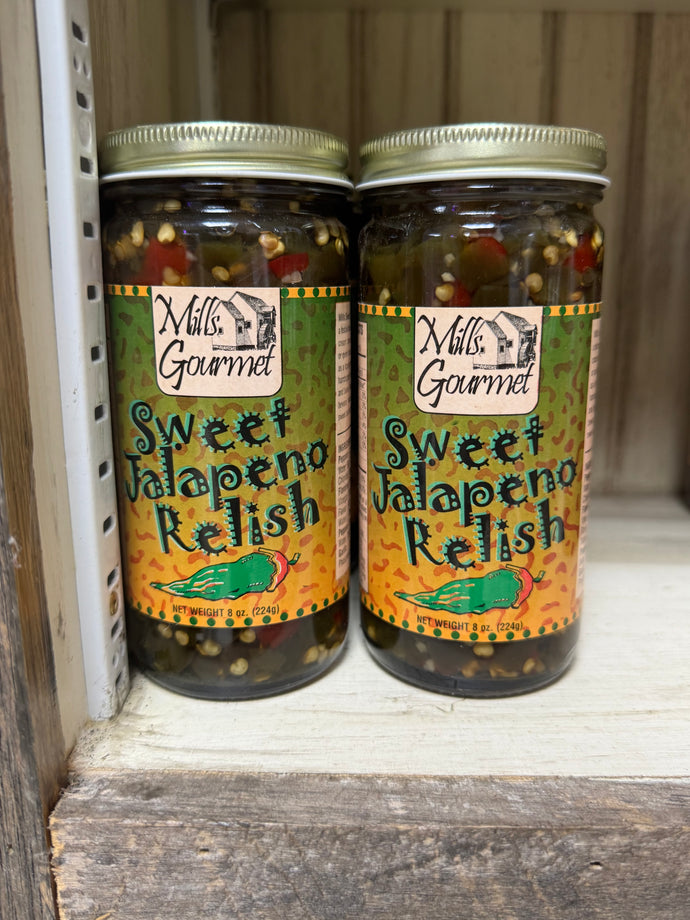 Mills
Gourmet
Sweet
Jalapeno
Relish
NET WEIGHT 8 oz. (224g)
Mills
Gourmet
Sweet
Jalapeno
Relish
NET WEIGHT 8 oz. (224g)